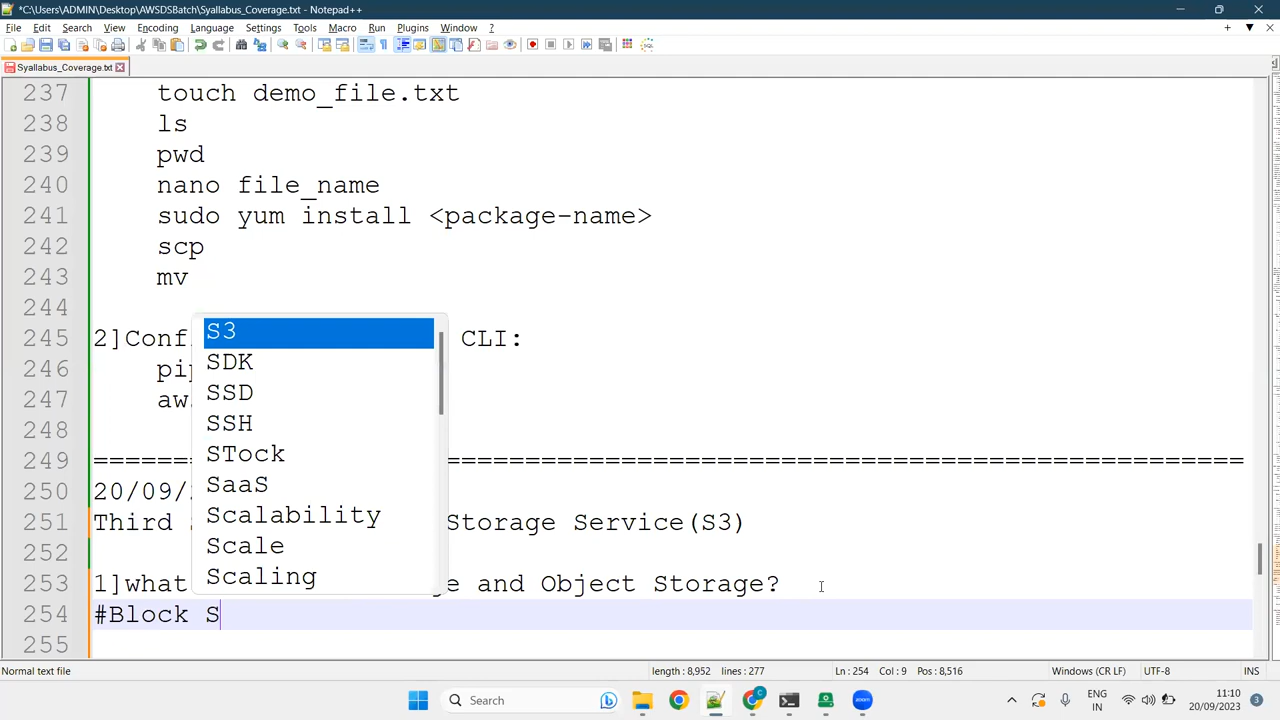 *C:\Users\ADMIN\Desktop\AWSDSBatch\Syallabus_Coverage.txt - Notepad++
File Edit Search View Encoding Language Settings Tools Macro Run Plugins Window ?
Syallabus_Coverage.txt
237 touch demo_file.txt
238 ls
239 pwd
240 nano file_name
241 sudo yum install <package-name>
242 scp
243 mv
244
S3
245 2]Conf CLI:
SDK
246 pi
SSD
247 aw
SSH
248
STock
249 ==========================================================================
SaaS
250 20/09/
Scalability
251 Third Storage Service(S3)
Scale
252
Scaling
253 1]what e and Object Storage?
254 #Block S
255
Normal text file length : 8,952 lines : 277 Ln : 254 Col : 9 Pos : 8,516 Windows (CR LF) UTF-8 INS
Search ENG IN 11:10 20/09/2023